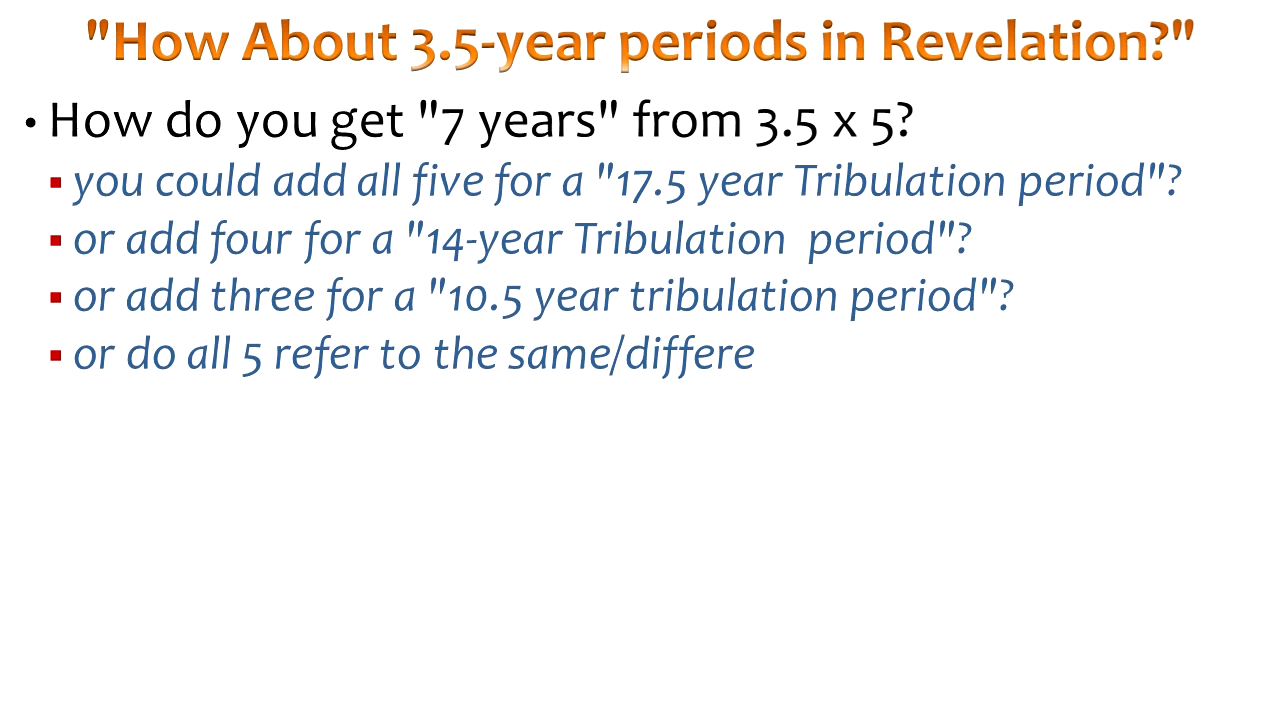 "How About 3.5-year periods in Revelation?"
• How do you get "7 years" from 3.5 x 5?
▪ you could add all five for a "17.5 year Tribulation period"?
▪ or add four for a "14-year Tribulation  period"?
▪ or add three for a "10.5 year tribulation period"?
▪ or do all 5 refer to the same/differe